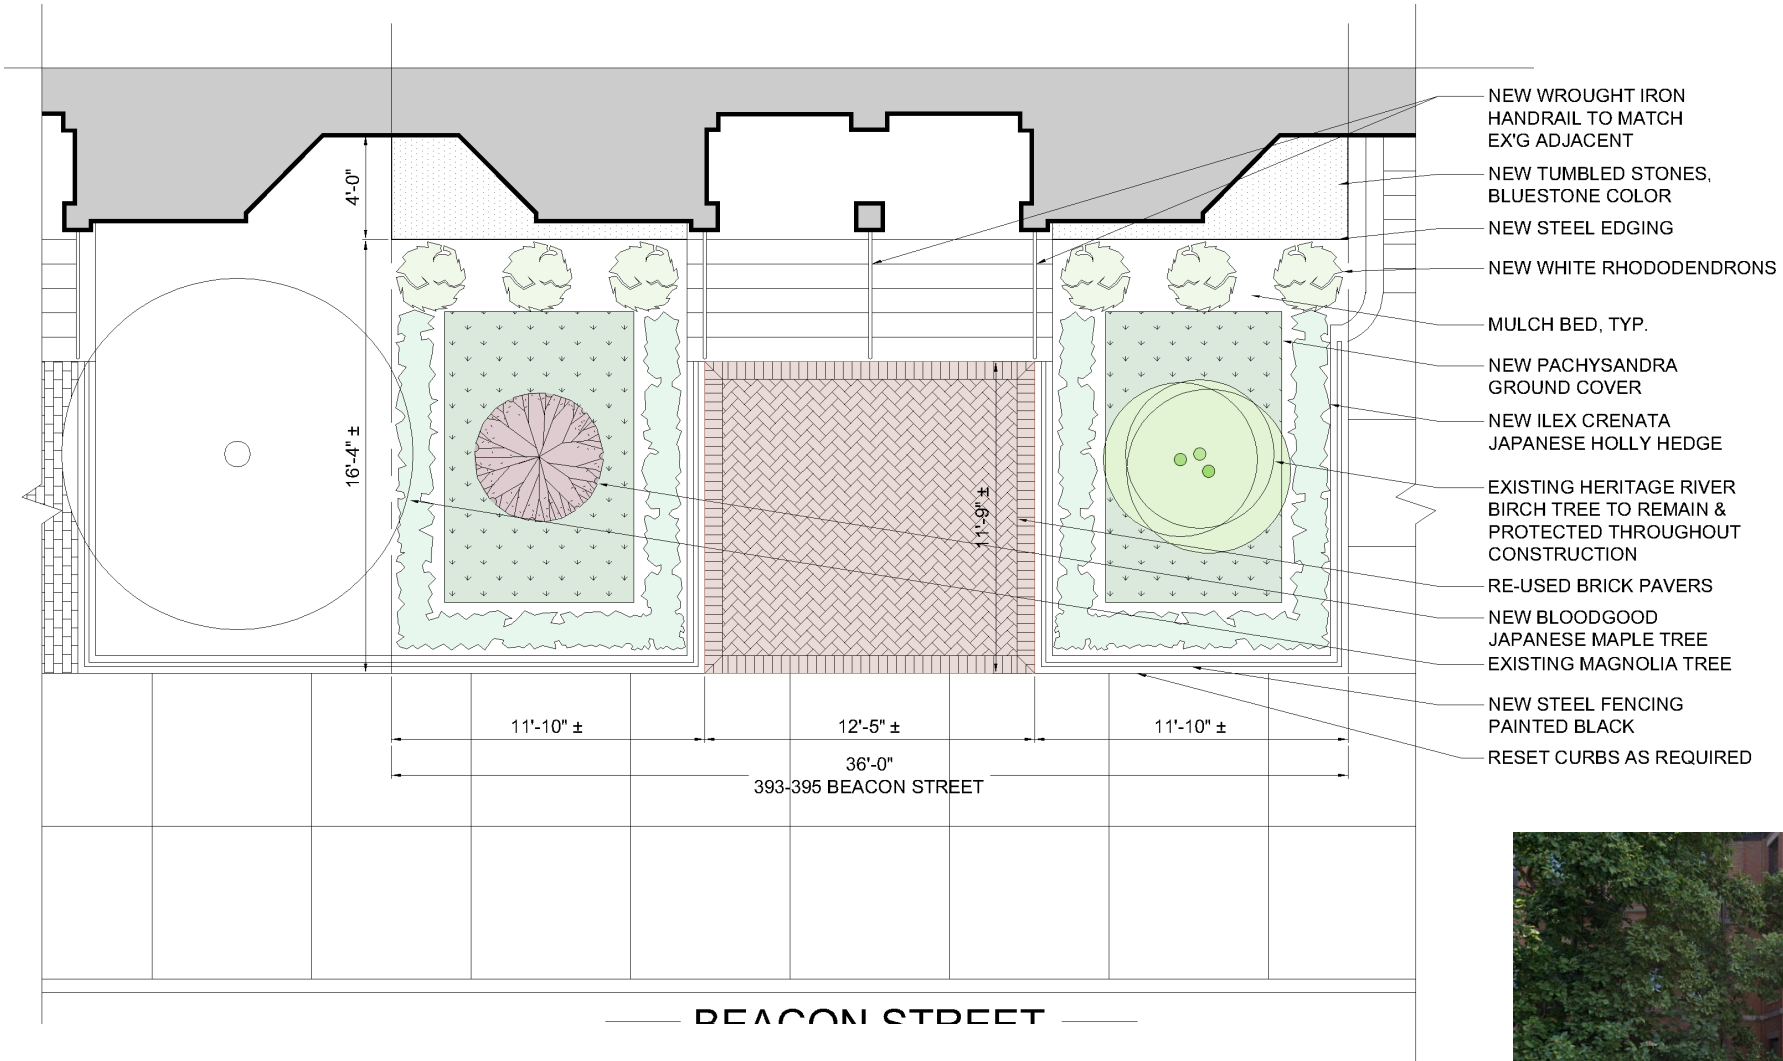 NEW WROUGHT IRON
HANDRAIL TO MATCH
EX'G ADJACENT
NEW TUMBLED STONES,
BLUESTONE COLOR
NEW STEEL EDGING
NEW WHITE RHODODENDRONS
MULCH BED, TYP.
NEW PACHYSANDRA
GROUND COVER
NEW ILEX CRENATA
JAPANESE HOLLY HEDGE
EXISTING HERITAGE RIVER
BIRCH TREE TO REMAIN &
PROTECTED THROUGHOUT
CONSTRUCTION
RE-USED BRICK PAVERS
NEW BLOODGOOD
JAPANESE MAPLE TREE
EXISTING MAGNOLIA TREE
NEW STEEL FENCING
PAINTED BLACK
RESET CURBS AS REQUIRED
4'-0"
16'-4" ±
11'-9" ±
11'-10" ±
12'-5" ±
11'-10" ±
36'-0"
393-395 BEACON STREET
BEACON STREET